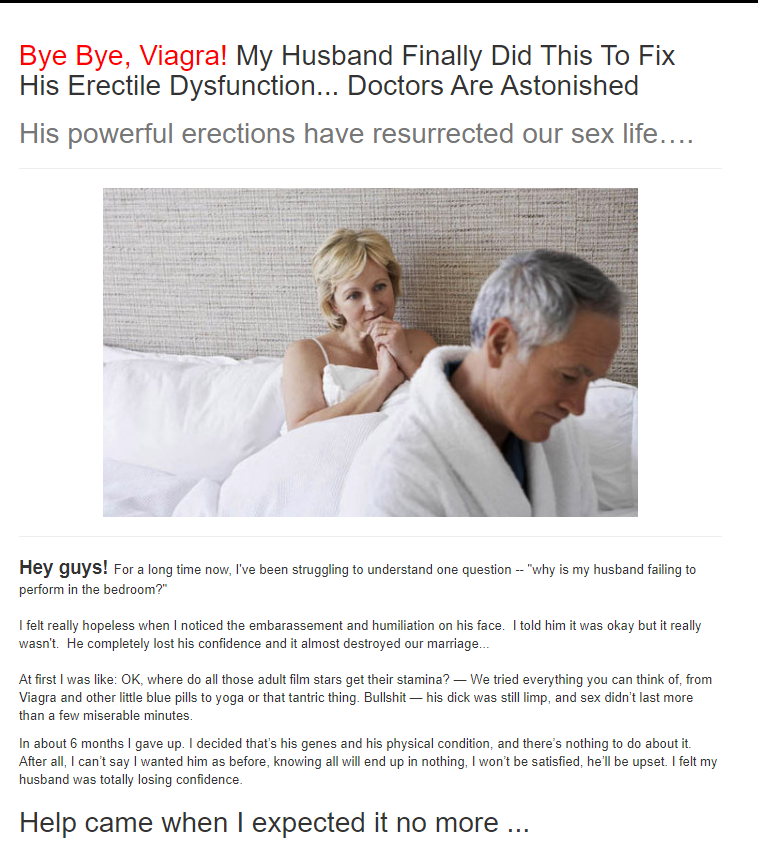 Bye Bye, Viagra! My Husband Finally Did This To Fix
His Erectile Dysfunction... Doctors Are Astonished
His powerful erections have resurrected our sex life….
Hey guys! For a long time now, I've been struggling to understand one question -- "why is my husband failing to
perform in the bedroom?"
I felt really hopeless when I noticed the embarassement and humiliation on his face.  I told him it was okay but it really
wasn't.  He completely lost his confidence and it almost destroyed our marriage...
At first I was like: OK, where do all those adult film stars get their stamina? — We tried everything you can think of, from
Viagra and other little blue pills to yoga or that tantric thing. Bullshit — his dick was still limp, and sex didn't last more
than a few miserable minutes.
In about 6 months I gave up. I decided that's his genes and his physical condition, and there's nothing to do about it.
After all, I can't say I wanted him as before, knowing all will end up in nothing, I won't be satisfied, he'll be upset. I felt my
husband was totally losing confidence.
Help came when I expected it no more ...